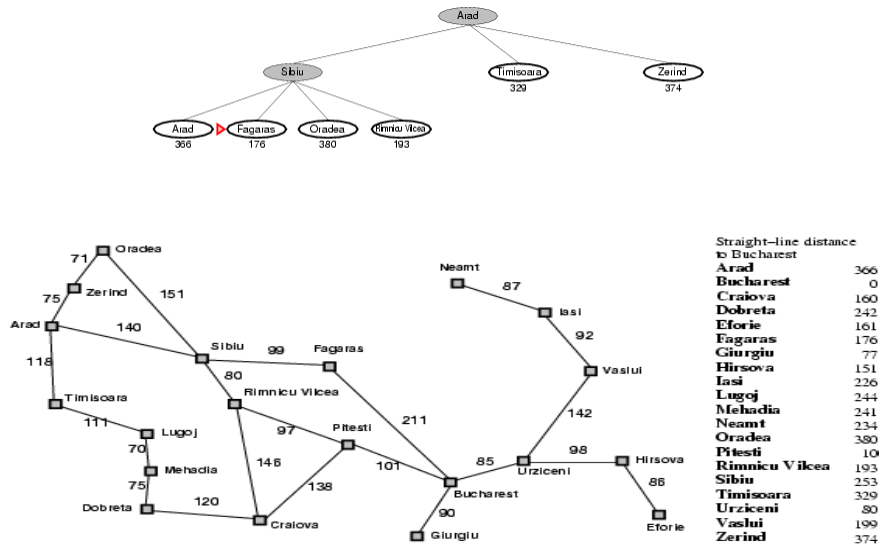 Arad
Sibiu
Timisoara
Zerind
329
374
Arad
Fagaras
Oradea
Rimnicu Vilcea
366
176
380
193
Oradea
71
Zerind
75
151
Arad
140
Sibiu
99
Fagaras
118
80
Timisoara
Rimnicu Vilcea
111
Lugoj
97
Pitesti
211
70
Mehadia
146
101
75
138
Dobreta
120
Craiova
Bucharest
90
Giurgiu
85
Urziceni
Neamt
87
Iasi
92
Vaslui
142
98
Hirsova
86
Eforie
Straight–line distance
to Bucharest
Arad 366
Bucharest 0
Craiova 160
Dobreta 242
Eforie 161
Fagaras 176
Giurgiu 77
Hirsova 151
Iasi 226
Lugoj 244
Mehadia 241
Neamt 234
Oradea 380
Pitesti 10
Rimnicu Vilcea 193
Sibiu 253
Timisoara 329
Urziceni 80
Vaslui 199
Zerind 374